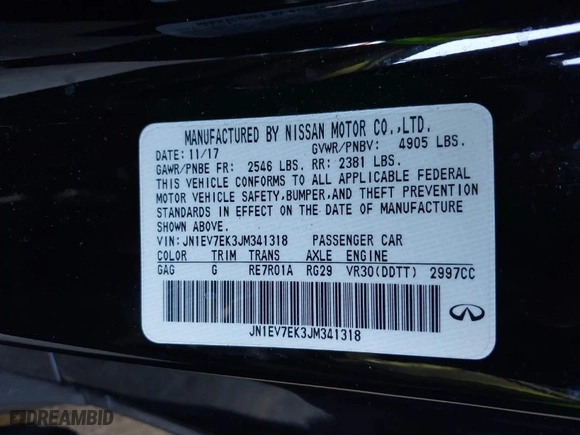 MANUFACTURED BY NISSAN MOTOR CO.,LTD.
DATE: 11/17 GVWR/PNBV: 4905 LBS.
GAWR/PNBE FR: 2546 LBS. RR: 2381 LBS.
THIS VEHICLE CONFORMS TO ALL APPLICABLE FEDERAL
MOTOR VEHICLE SAFETY,BUMPER,AND THEFT PREVENTION
STANDARDS IN EFFECT ON THE DATE OF MANUFACTURE
SHOWN ABOVE.
VIN:JN1EV7EK3JM341318 PASSENGER CAR
COLOR TRIM TRANS AXLE ENGINE
GAG G RE7R01A RG29 VR30(DDTT) 2997CC
JN1EV7EK3JM341318
DREAMBID